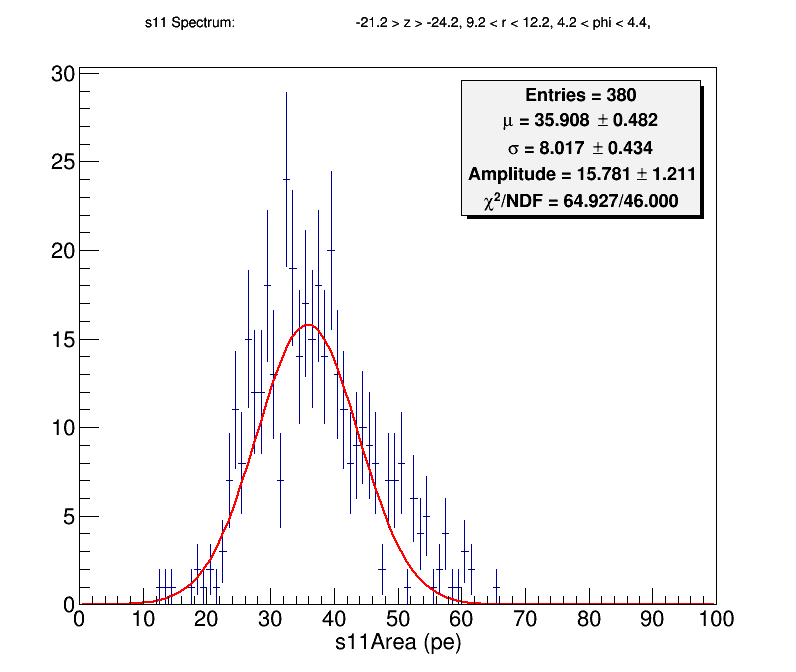 s11 Spectrum: -21.2 > z > -24.2, 9.2 < r < 12.2, 4.2 < phi < 4.4,
Entries = 380
μ = 35.908 ± 0.482
σ = 8.017 ± 0.434
Amplitude = 15.781 ± 1.211
χ²/NDF = 64.927/46.000
30
25
20
15
10
5
0
0 10 20 30 40 50 60 70 80 90 100
s11Area (pe)